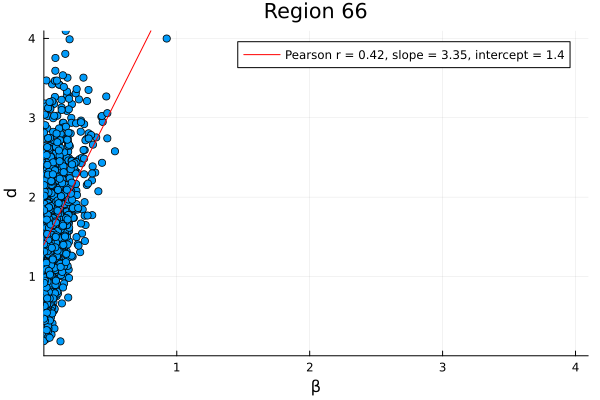 Region 66
Pearson r = 0.42, slope = 3.35, intercept = 1.4
4
3
d
2
1
1 2 3 4
β